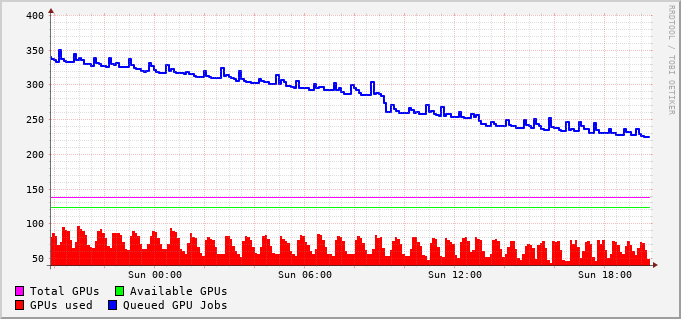 400
350
300
250
200
150
100
50
Sun 00:00 Sun 06:00 Sun 12:00 Sun 18:00
Total GPUs Available GPUs
GPUs used Queued GPU Jobs
RRDTOOL / TOBI OETIKER